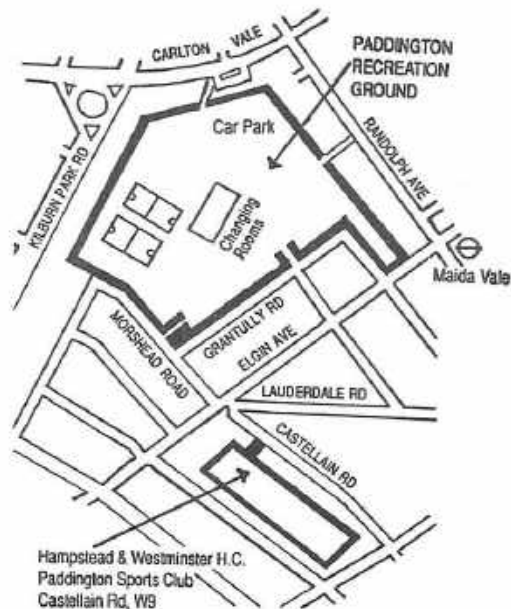 CARLTON VALE
PADDINGTON
RECREATION
GROUND
Car Park
RANDOLPH AVE
KILBURN PARK RD
Changing
Rooms
Maida Vale
GRANTULLY RD
ELGIN AVE
MORSHEAD ROAD
LAUDERDALE RD
CASTELLAIN RD
Hampstead & Westminster H.C.
Paddington Sports Club
Castellain Rd, W9